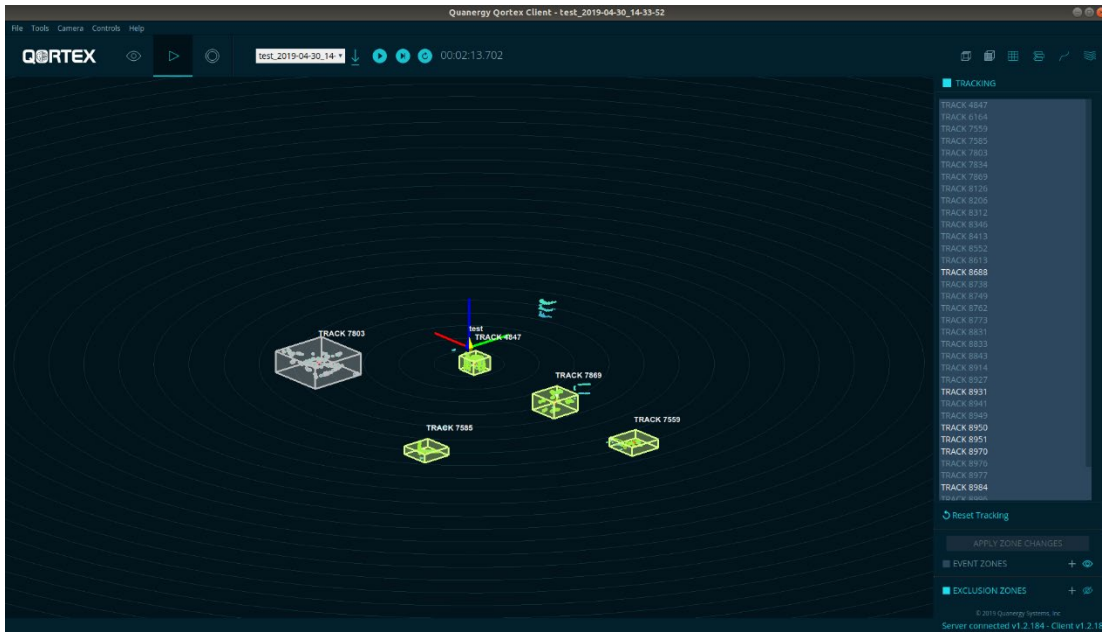 Quanergy Qortex Client - test_2019-04-30_14-33-52
File Tools Camera Controls Help
QORTEX
test_2019-04-30_14-
00:02:13.702
TRACKING
TRACK 4847
TRACK 6164
TRACK 7559
TRACK 7585
TRACK 7803
TRACK 7834
TRACK 7869
TRACK 8126
TRACK 8206
TRACK 8312
TRACK 8346
TRACK 8413
TRACK 8552
TRACK 8613
TRACK 8688
TRACK 8738
TRACK 8749
TRACK 8762
TRACK 8773
TRACK 8831
TRACK 8833
TRACK 8843
TRACK 8914
TRACK 8927
TRACK 8931
TRACK 8941
TRACK 8949
TRACK 8950
TRACK 8951
TRACK 8970
TRACK 8976
TRACK 8977
TRACK 8984
Reset Tracking
APPLY ZONE CHANGES
EVENT ZONES
EXCLUSION ZONES
© 2015 Quanergy Systems, Inc
Server connected v1.2.184 - Client v1.2.18
TRACK 7803
test
TRACK 4847
TRACK 7869
TRACK 7585
TRACK 7559